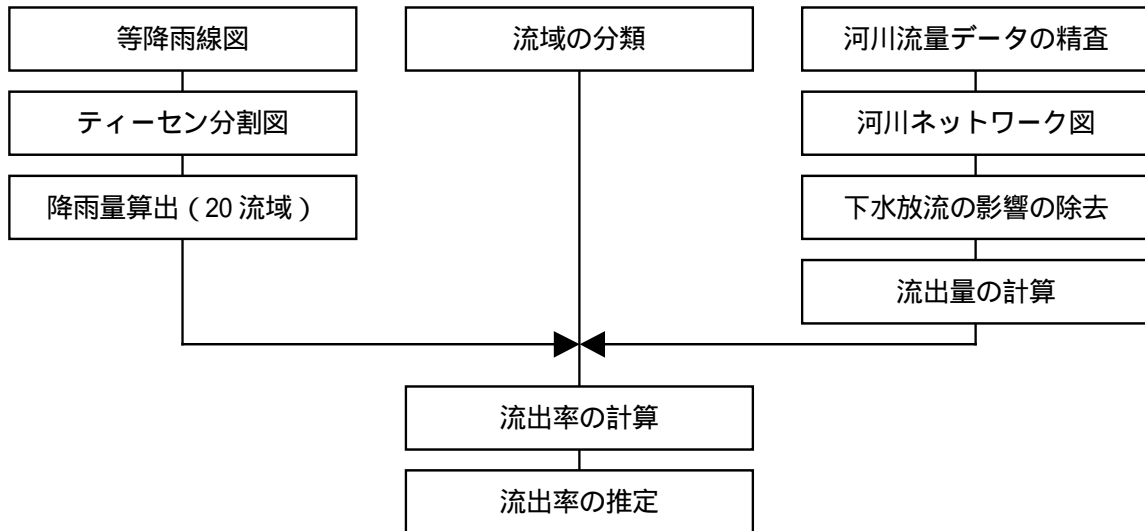 等降雨線図
流域の分類
河川流量データの精査
ティーセン分割図
河川ネットワーク図
降雨量算出（20 流域）
下水放流の影響の除去
流出量の計算
流出率の計算
流出率の推定